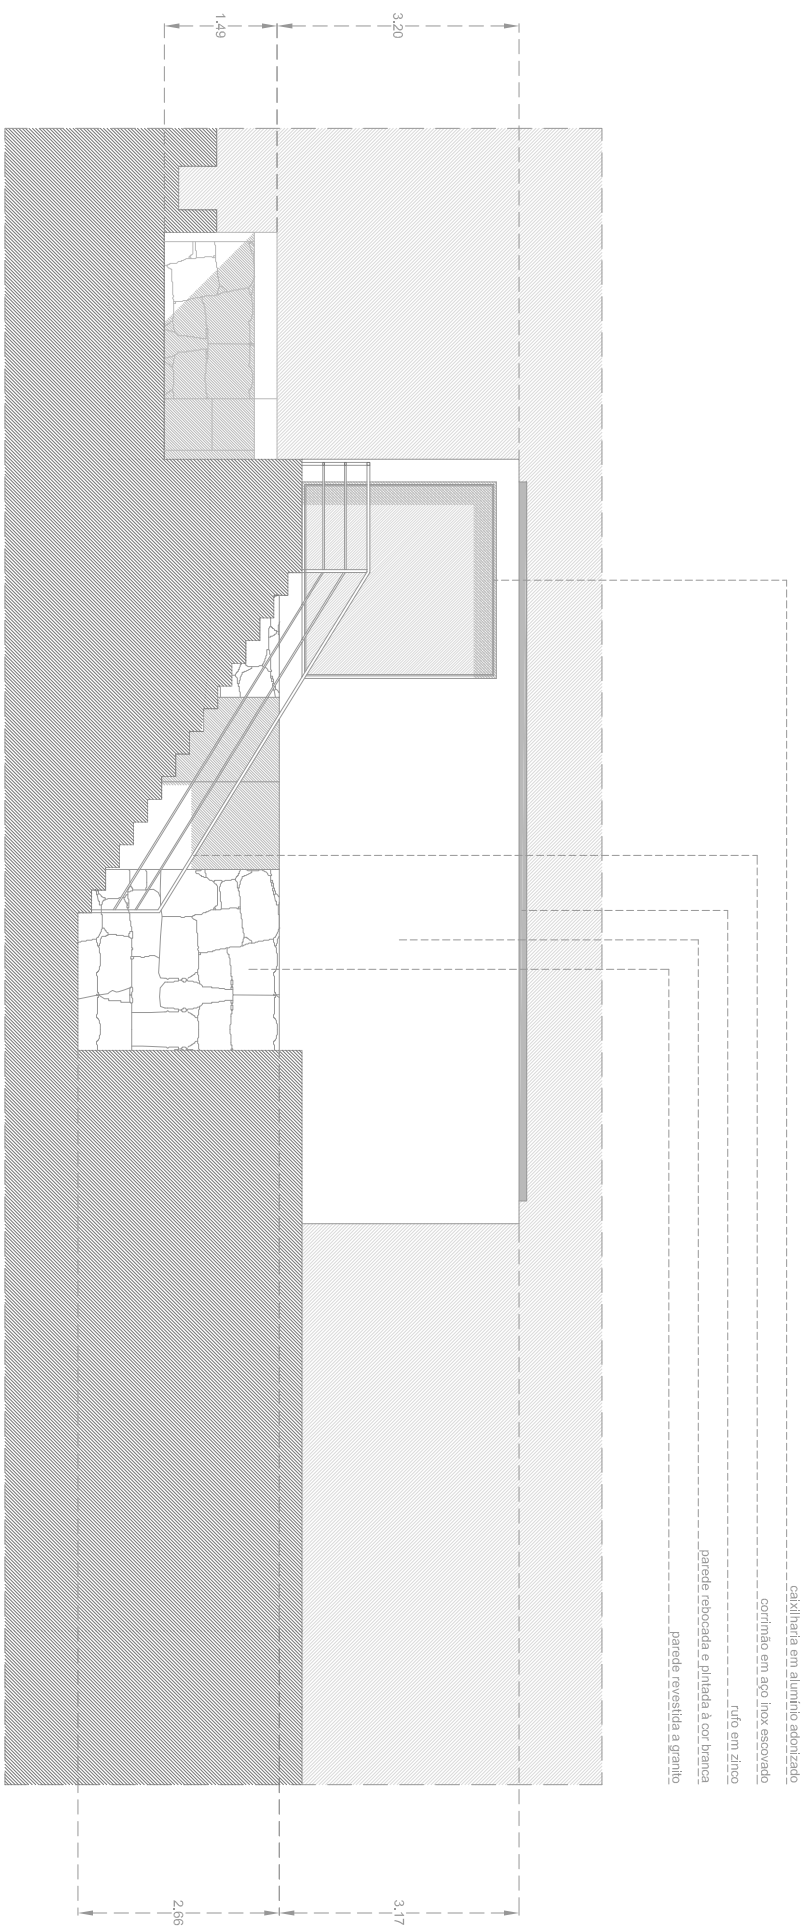 caixilharia em alumínio adonizado
corrimão em aço inox escovado
rufo em zinco
parede rebocada e pintada à cor branca
parede revestida a granito
3.20
1.49
3.17
2.66